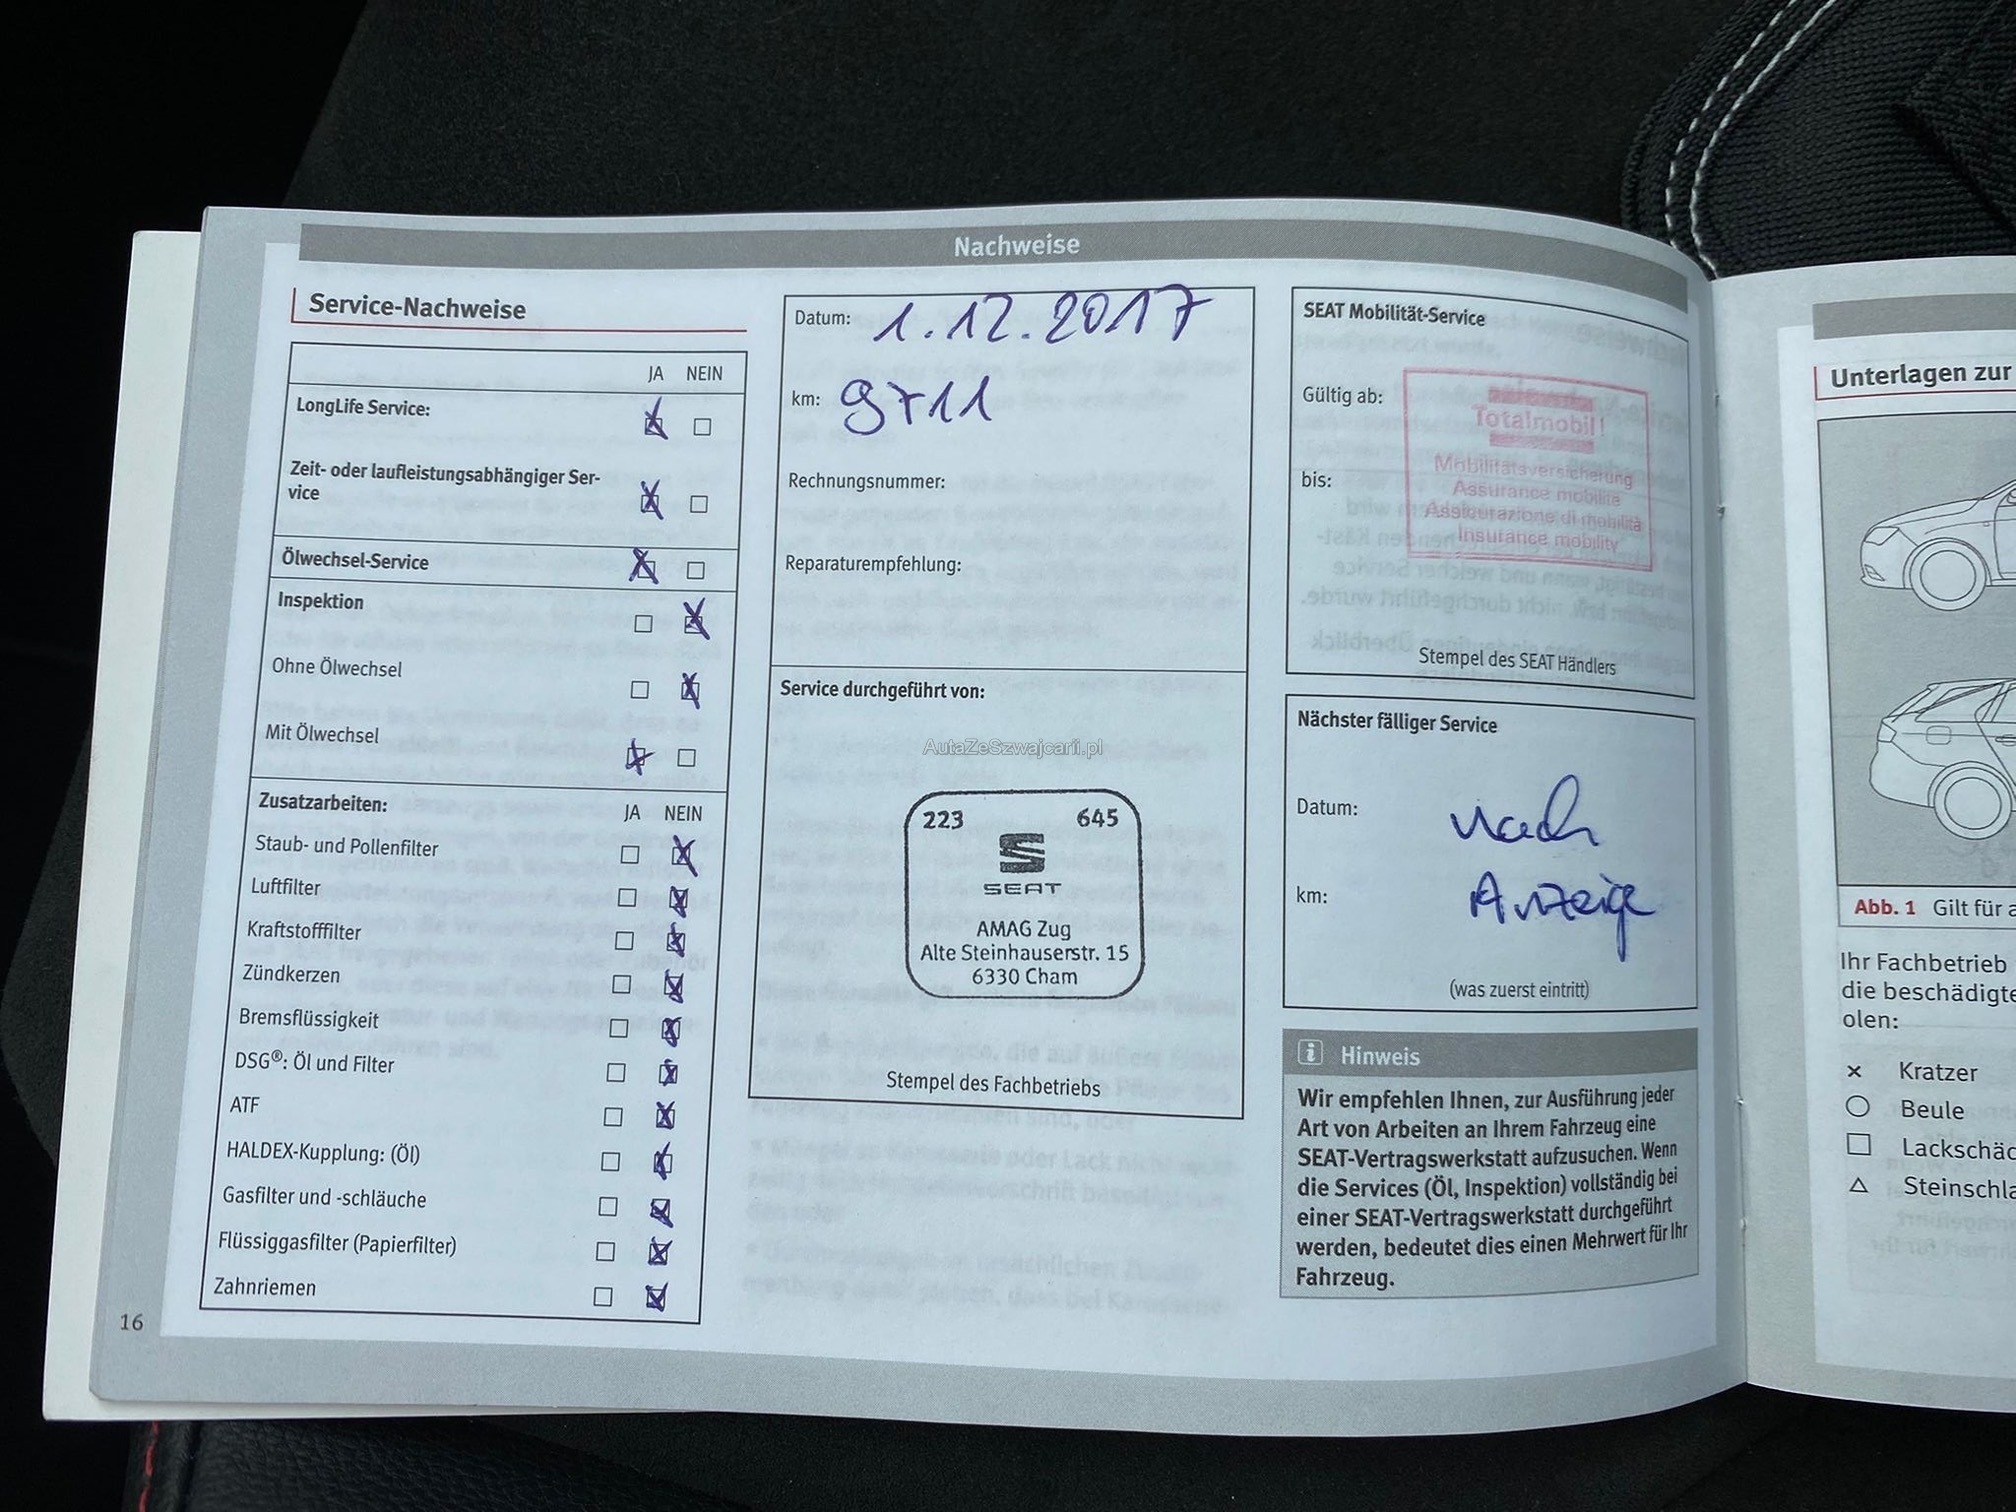 Nachweise
Service-Nachweise
JA NEIN
LongLife Service:
Zeit- oder laufleistungsabhängiger Ser-
vice
Ölwechsel-Service
Inspektion
Ohne Ölwechsel
Mit Ölwechsel
Zusatzarbeiten: JA NEIN
Staub- und Pollenfilter
Luftfilter
Kraftstofffilter
Zündkerzen
Bremsflüssigkeit
DSG®: Öl und Filter
ATF
HALDEX-Kupplung: (Öl)
Gasfilter und -schläuche
Flüssiggasfilter (Papierfilter)
Zahnriemen
16
Datum: 1.12.2017
km:
Rechnungsnummer:
Reparaturempfehlung:
Service durchgeführt von:
AutaZeSzwajcarii.pl
223 645
SEAT
AMAG Zug
Alte Steinhauserstr. 15
6330 Cham
Stempel des Fachbetriebs
SEAT Mobilität-Service
Gültig ab:
bis:
Totalmobil!
Mobilitätsversicherung
Assurance mobilité
Assicurazione di mobilità
Insurance mobility
Stempel des SEAT Händlers
Nächster fälliger Service
Datum: nach
km: Anzeige
(was zuerst eintritt)
i Hinweis
Wir empfehlen Ihnen, zur Ausführung jeder
Art von Arbeiten an Ihrem Fahrzeug eine
SEAT-Vertragswerkstatt aufzusuchen. Wenn
die Services (Öl, Inspektion) vollständig bei
einer SEAT-Vertragswerkstatt durchgeführt
werden, bedeutet dies einen Mehrwert für Ihr
Fahrzeug.
Unterlagen zur
Abb. 1 Gilt für a
Ihr Fachbetrieb
die beschädigte
olen:
× Kratzer
○ Beule
□ Lackschäd
△ Steinschla